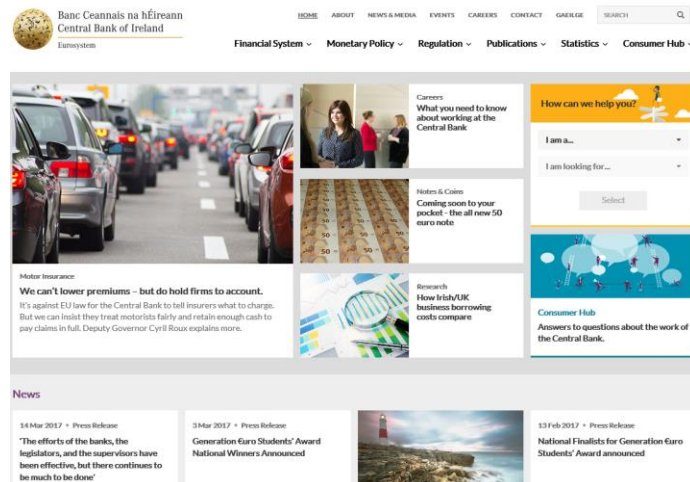 Banc Ceannais na hÉireann
Central Bank of Ireland
Eurosystem
HOME ABOUT NEWS & MEDIA EVENTS CAREERS CONTACT GAEILGE SEARCH
Financial System Monetary Policy Regulation Publications Statistics Consumer Hub
Motor Insurance
We can't lower premiums – but do hold firms to account.
It's against EU law for the Central Bank to tell insurers what to charge.
But we can insist they treat motorists fairly and retain enough cash to
pay claims in full. Deputy Governor Cyril Roux explains more.
Careers
What you need to know
about working at the
Central Bank
Notes & Coins
Coming soon to your
pocket - the all new 50
euro note
50 50 50 50
Research
How Irish/UK
business borrowing
costs compare
How can we help you?
I am a...
I am looking for...
Select
Consumer Hub
Answers to questions about the work of
the Central Bank.
News
14 Mar 2017 • Press Release
'The efforts of the banks, the
legislators, and the supervisors have
been effective, but there continues to
be much to be done'
3 Mar 2017 • Press Release
Generation €uro Students' Award
National Winners Announced
13 Feb 2017 • Press Release
National Finalists for Generation €uro
Students' Award announced